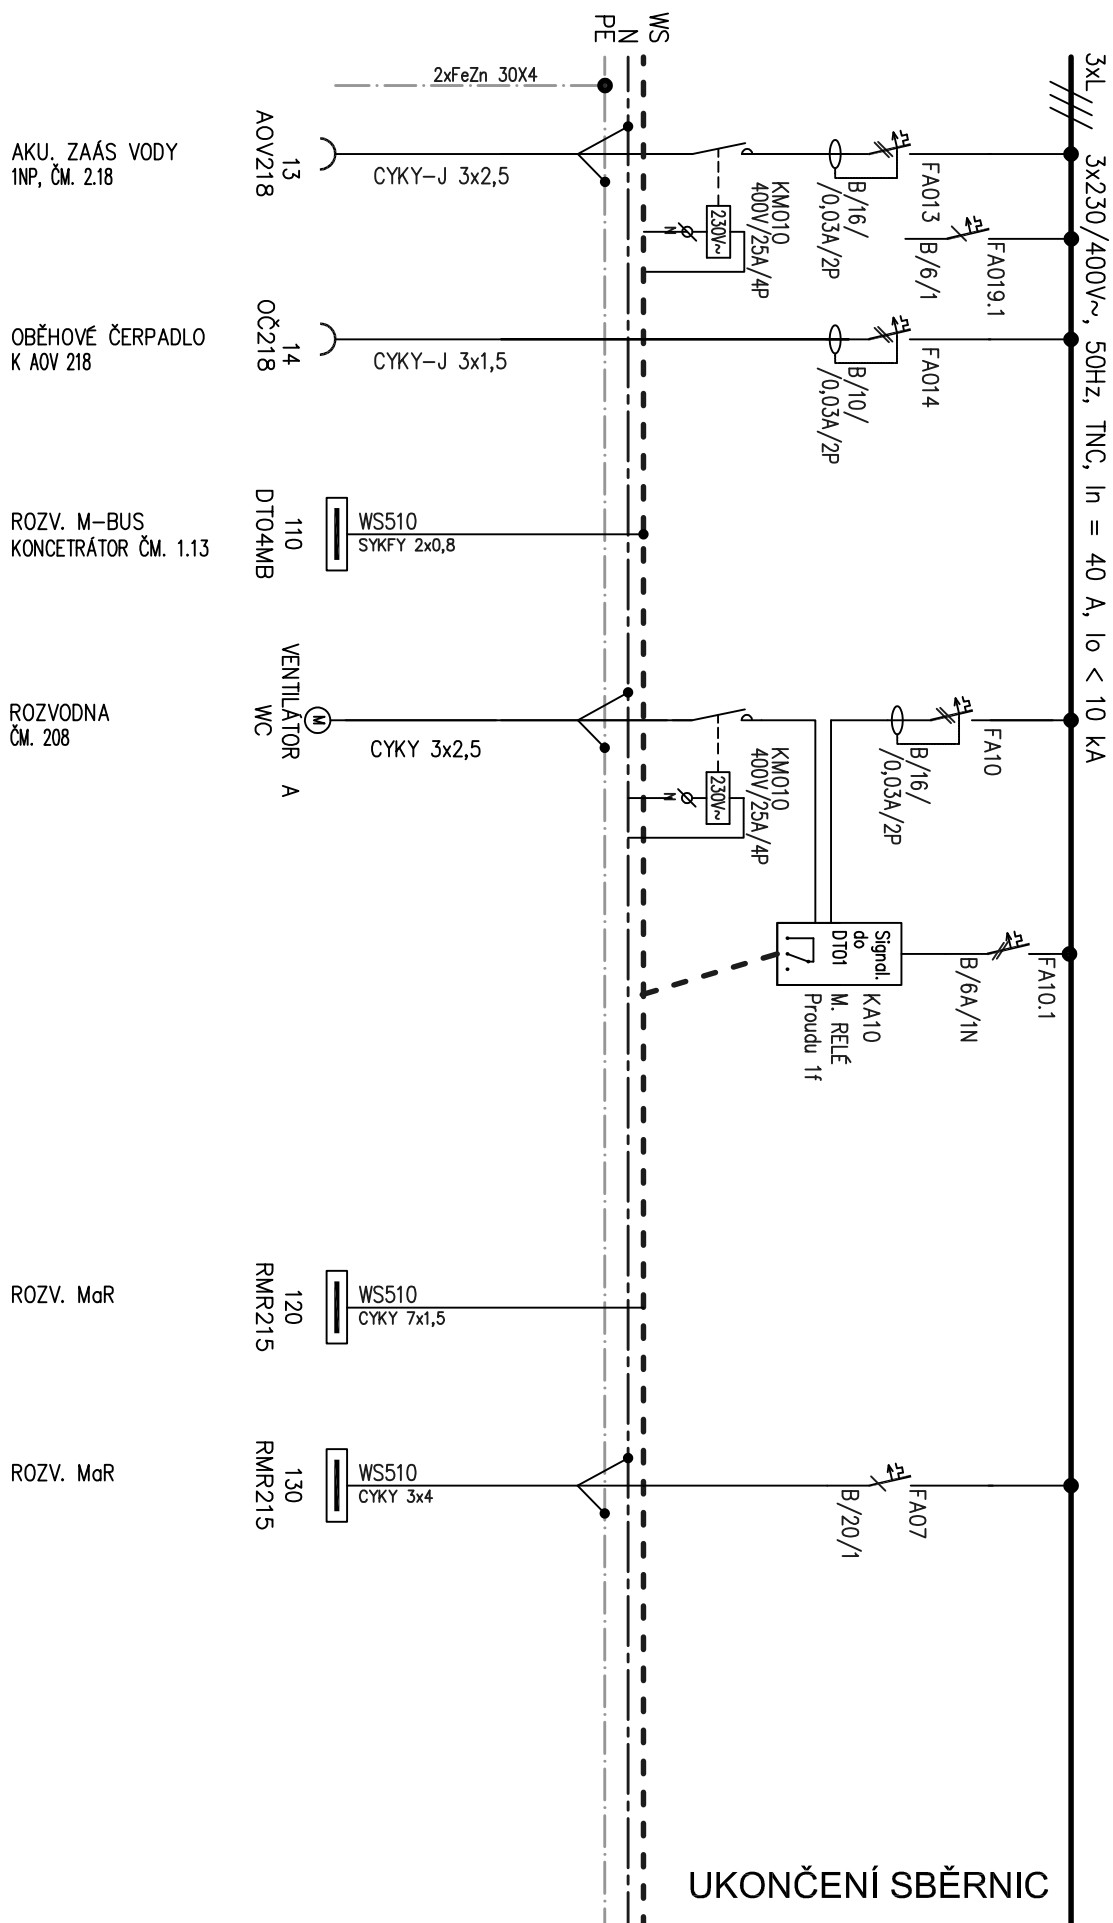 WS
N
PE
3xL
3x230/400V~, 50Hz, TNC, In = 40 A, Io < 10 kA
2xFeZn 30X4
AKU. ZAÁS VODY
1NP, ČM. 2.18
13
AOV218
CYKY-J 3x2,5
KM010
400V/25A/4P
230V~
N
B/16/
/0,03A/2P
FA013
B/6/1
FA019.1
OBĚHOVÉ ČERPADLO
K AOV 218
14
OČ218
CYKY-J 3x1,5
B/10/
/0,03A/2P
FA014
ROZV. M-BUS
KONCETRÁTOR ČM. 1.13
110
DT04MB
WS510
SYKFY 2x0,8
ROZVODNA
ČM. 208
VENTILÁTOR A
WC
M
CYKY 3x2,5
KM010
400V/25A/4P
230V~
N
B/16/
/0,03A/2P
FA10
Signal.
do
DT01
KA10
M. RELÉ
Proudu 1f
B/6A/1N
FA10.1
ROZV. MaR
120
RMR215
WS510
CYKY 7x1,5
ROZV. MaR
130
RMR215
WS510
CYKY 3x4
B/20/1
FA07
UKONČENÍ SBĚRNIC